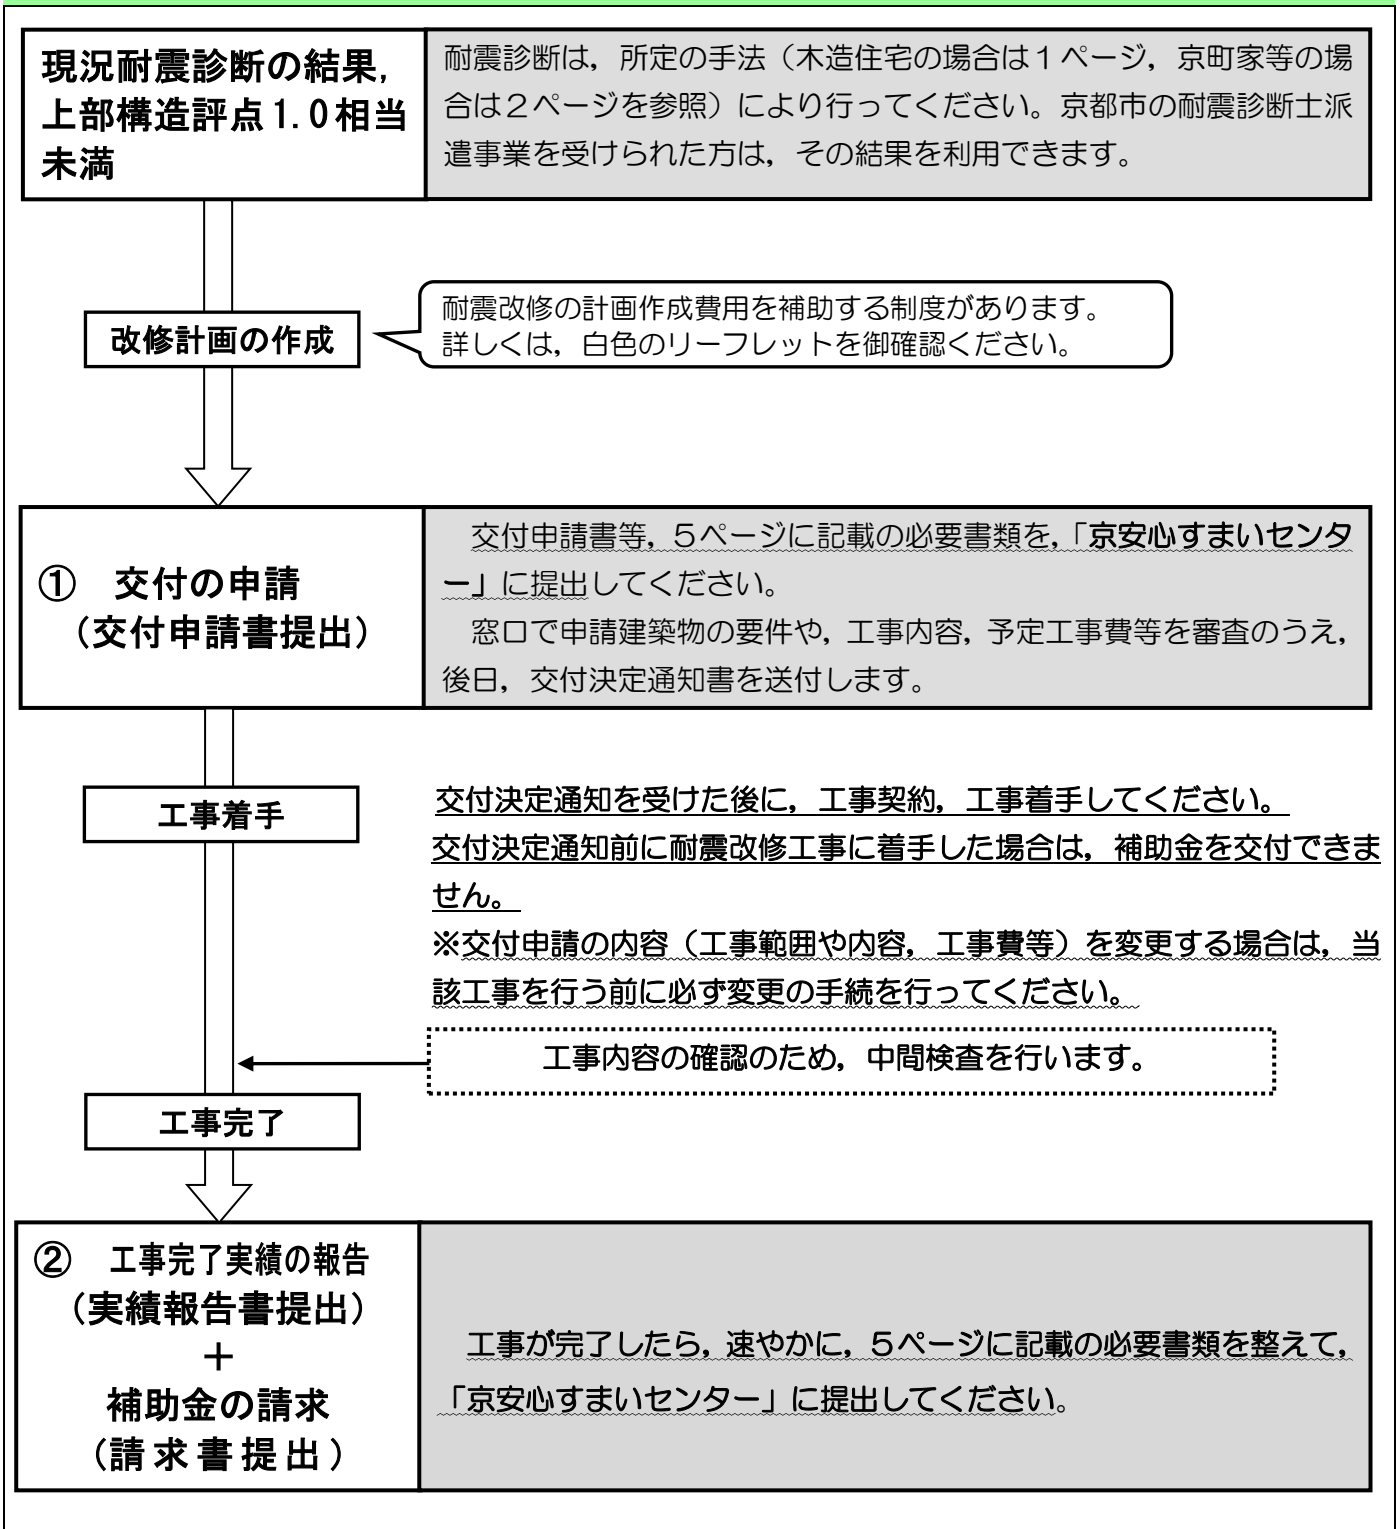 現況耐震診断の結果,
上部構造評点1.0相当
未満
耐震診断は，所定の手法（木造住宅の場合は１ページ，京町家等の場
合は２ページを参照）により行ってください。京都市の耐震診断士派
遣事業を受けられた方は，その結果を利用できます。
改修計画の作成
耐震改修の計画作成費用を補助する制度があります。
詳しくは，白色のリーフレットを御確認ください。
①　交付の申請
（交付申請書提出）
交付申請書等，５ページに記載の必要書類を，「京安心すまいセンタ
ー」に提出してください。
窓口で申請建築物の要件や，工事内容，予定工事費等を審査のうえ，
後日，交付決定通知書を送付します。
工事着手
交付決定通知を受けた後に，工事契約，工事着手してください。
交付決定通知前に耐震改修工事に着手した場合は，補助金を交付できま
せん。
※交付申請の内容（工事範囲や内容，工事費等）を変更する場合は，当
該工事を行う前に必ず変更の手続を行ってください。
工事内容の確認のため，中間検査を行います。
工事完了
②　工事完了実績の報告
（実績報告書提出）
＋
補助金の請求
（請求書提出）
工事が完了したら，速やかに，５ページに記載の必要書類を整えて，
「京安心すまいセンター」に提出してください。